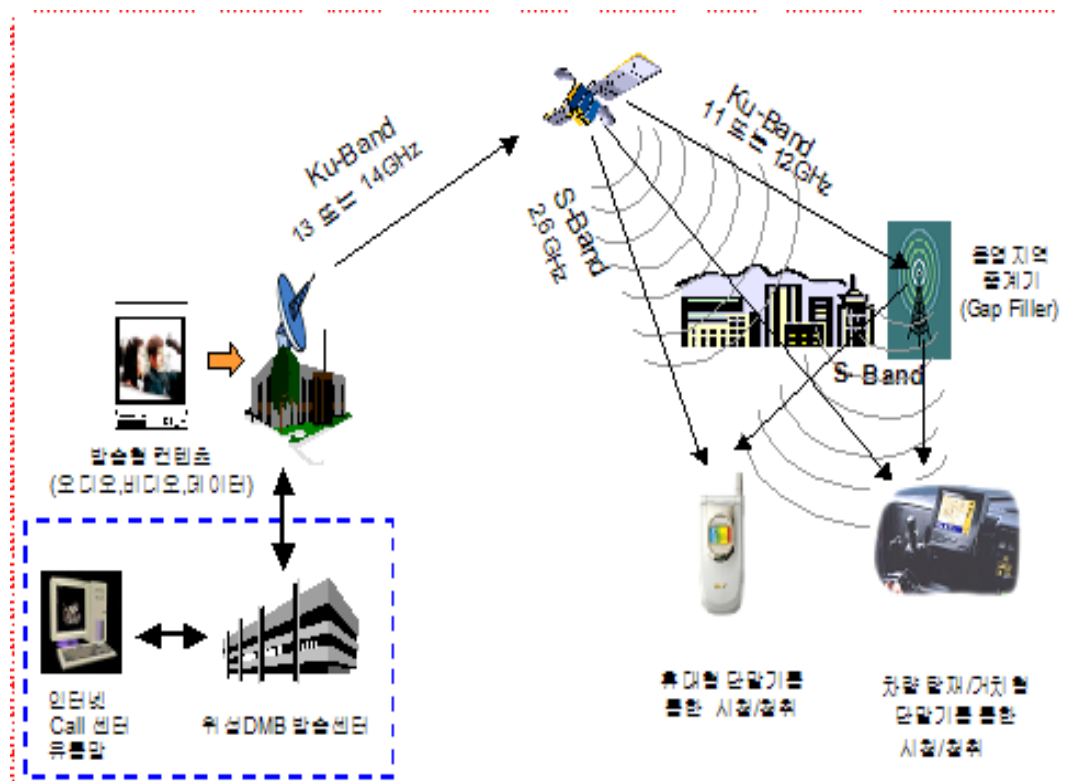 Ku-Band
13 또는 14GHz
Ku-Band
11 또는 12GHz
S-Band
2,6 GHz
음영 지역
중계기
(Gap Filler)
S-Band
방송형 컨텐츠
(오디오,비디오,데이터)
인터넷
Call 센터
유통망
위성DMB 방송센터
휴대형 단말기를
통한 시청/청취
차량 탑재/거치형
단말기를 통한
시청/청취